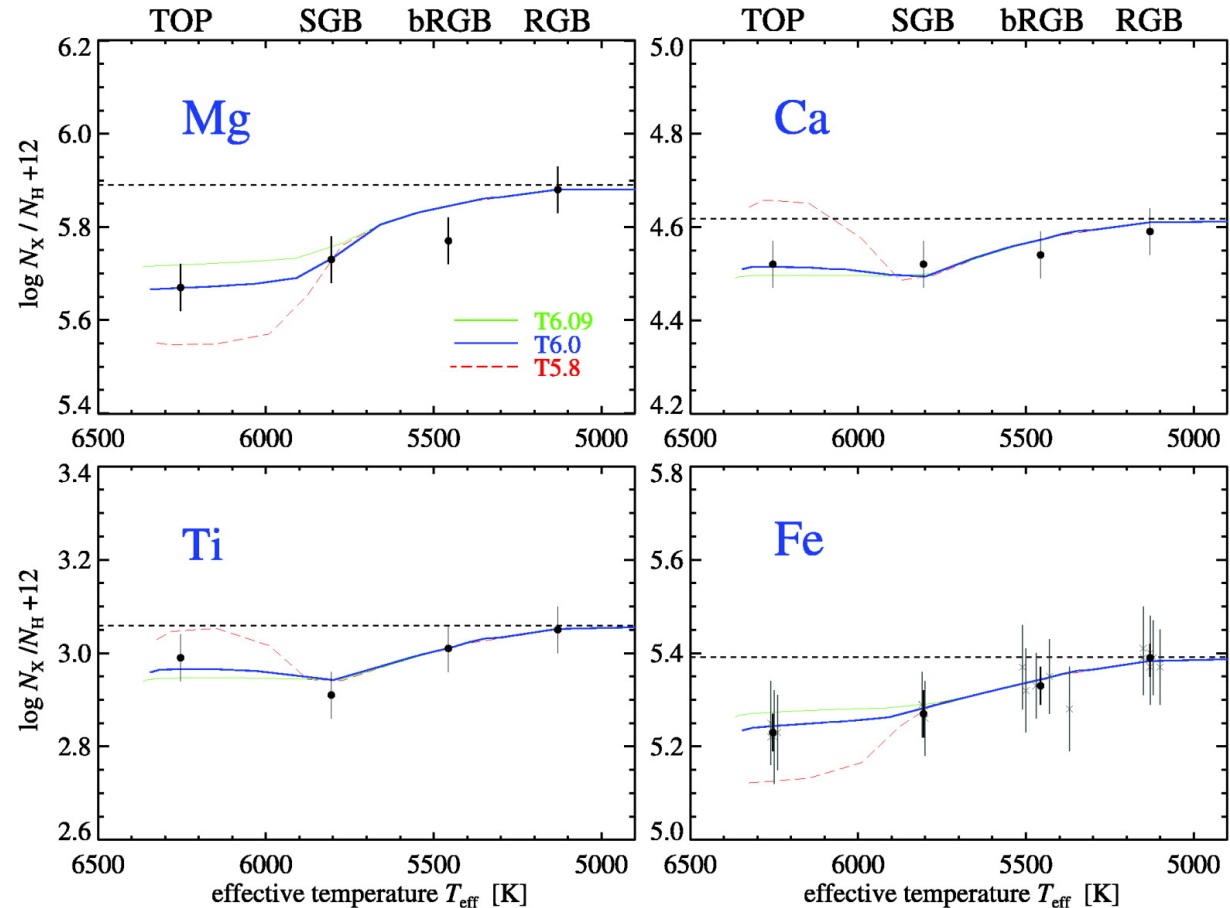 TOP SGB bRGB RGB TOP SGB bRGB RGB
6.2
6.0
5.8
5.6
5.4
log N_X / N_H +12
Mg
T6.09
T6.0
T5.8
6500 6000 5500 5000
5.0
4.8
4.6
4.4
4.2
Ca
6500 6000 5500 5000
3.4
3.2
3.0
2.8
2.6
log N_X /N_H +12
Ti
6500 6000 5500 5000
effective temperature T_eff [K]
5.8
5.6
5.4
5.2
5.0
Fe
6500 6000 5500 5000
effective temperature T_eff [K]